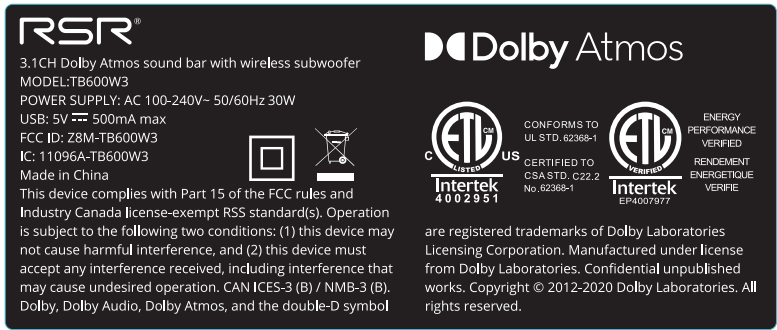 RSR®
3.1CH Dolby Atmos sound bar with wireless subwoofer
MODEL:TB600W3
POWER SUPPLY: AC 100-240V~ 50/60Hz 30W
USB: 5V ⎓ 500mA max
FCC ID: Z8M-TB600W3
IC: 11096A-TB600W3
Made in China
This device complies with Part 15 of the FCC rules and
Industry Canada license-exempt RSS standard(s). Operation
is subject to the following two conditions: (1) this device may
not cause harmful interference, and (2) this device must
accept any interference received, including interference that
may cause undesired operation. CAN ICES-3 (B) / NMB-3 (B).
Dolby, Dolby Audio, Dolby Atmos, and the double-D symbol
Dolby Atmos
ETL CM
C US
LISTED
Intertek
4002951
CONFORMS TO
UL STD. 62368-1
CERTIFIED TO
CSA STD. C22.2
No. 62368-1
ETL CM
VERIFIED
Intertek
EP4007977
ENERGY
PERFORMANCE
VERIFIED
RENDEMENT
ENERGETIQUE
VERIFIE
are registered trademarks of Dolby Laboratories
Licensing Corporation. Manufactured under license
from Dolby Laboratories. Confidential unpublished
works. Copyright © 2012-2020 Dolby Laboratories. All
rights reserved.